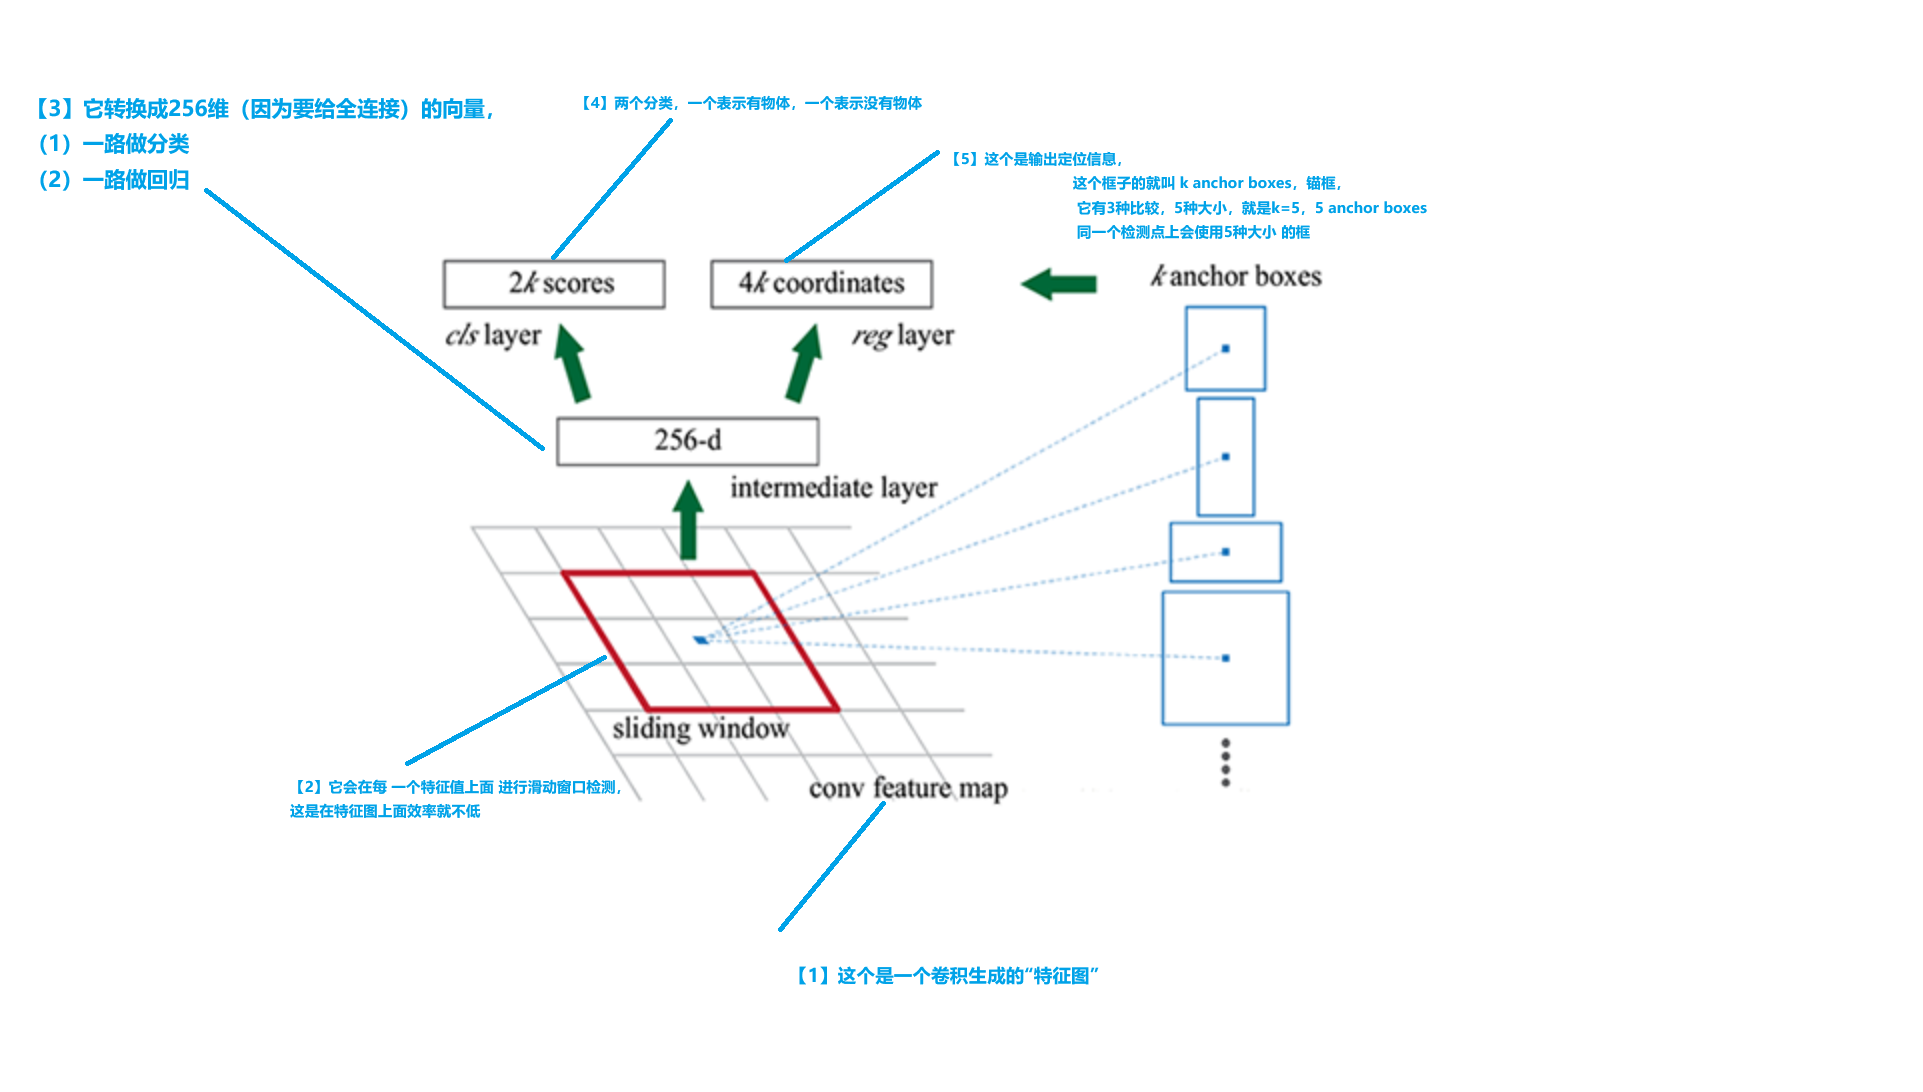 【3】它转换成256维（因为要给全连接）的向量，
（1）一路做分类
（2）一路做回归
【4】两个分类，一个表示有物体，一个表示没有物体
【5】这个是输出定位信息，
这个框子的就叫 k anchor boxes，锚框，
它有3种比较，5种大小，就是k=5，5 anchor boxes
同一个检测点上会使用5种大小 的框
2k scores
4k coordinates
k anchor boxes
cls layer
reg layer
256-d
intermediate layer
sliding window
conv feature map
【2】它会在每 一个特征值上面 进行滑动窗口检测，
这是在特征图上面效率就不低
【1】这个是一个卷积生成的“特征图”